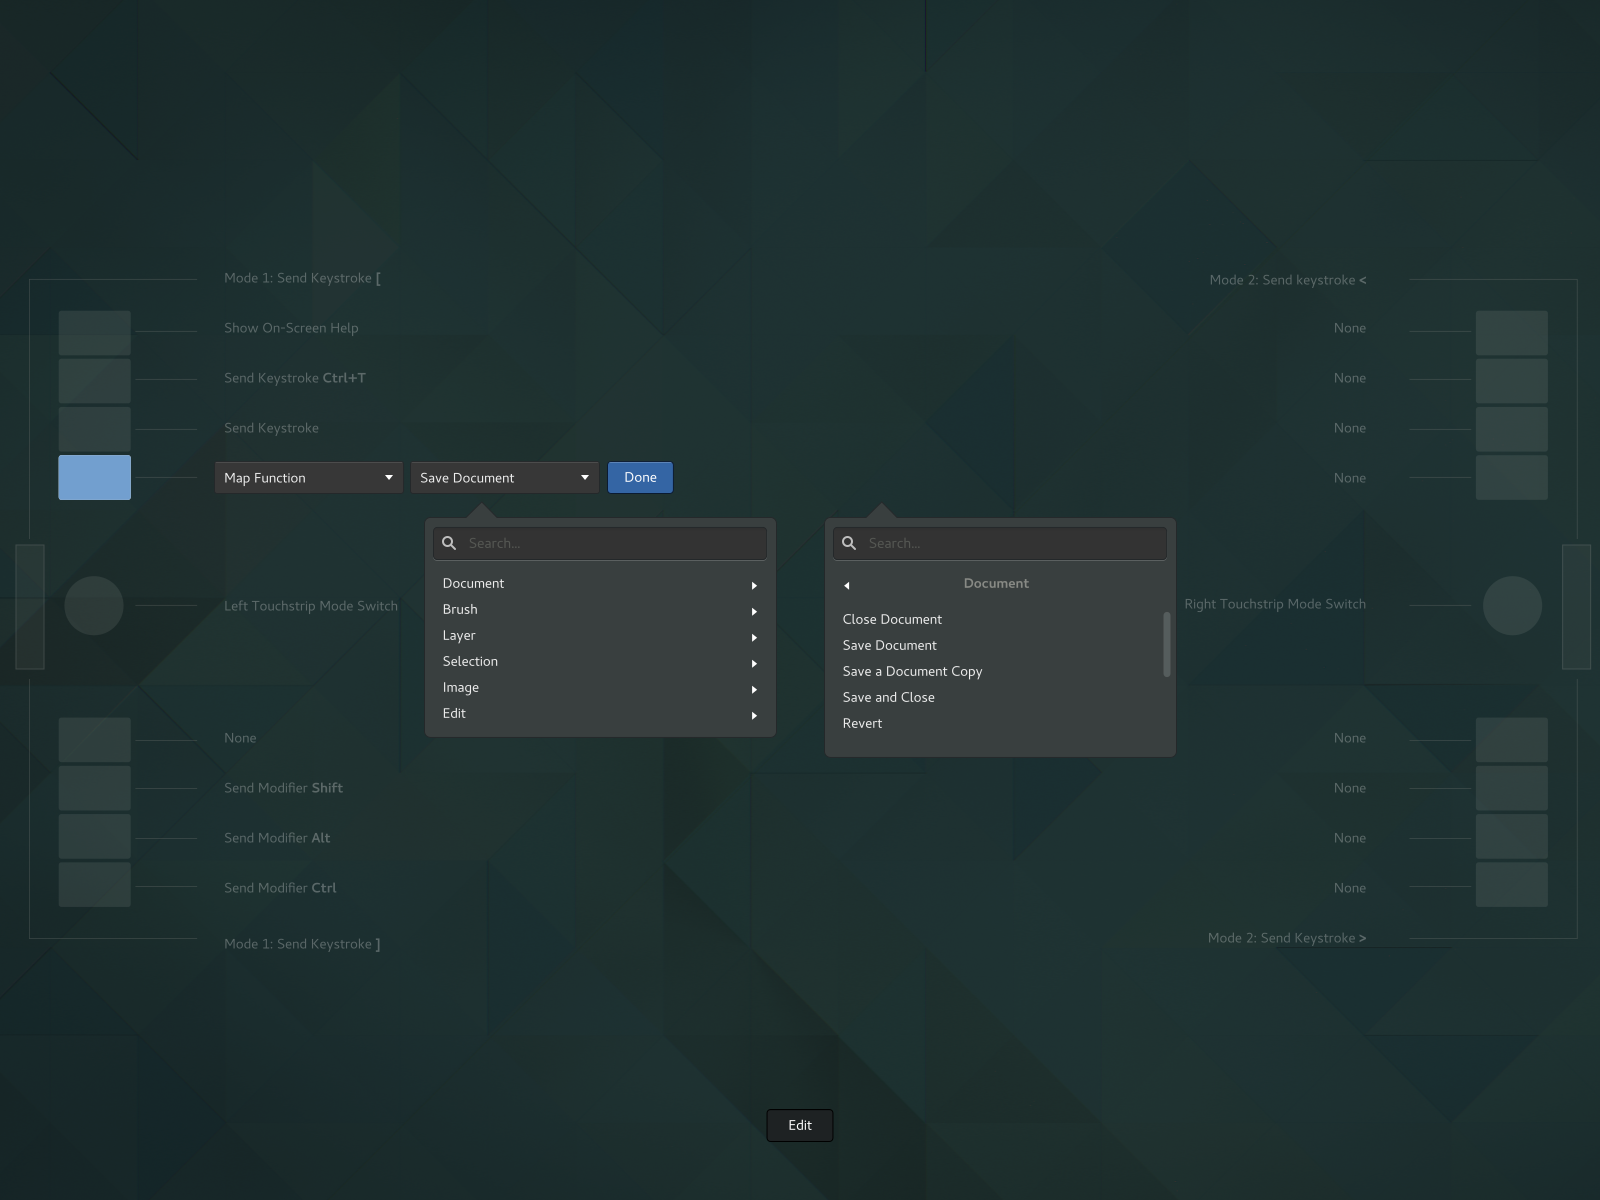 Mode 1: Send Keystroke [
Mode 2: Send keystroke <
Show On-Screen Help
None
Send Keystroke Ctrl+T
None
Send Keystroke
None
Map Function
Save Document
Done
None
Search...
Document
Brush
Layer
Selection
Image
Edit
Search...
Document
Close Document
Save Document
Save a Document Copy
Save and Close
Revert
Left Touchstrip Mode Switch
Right Touchstrip Mode Switch
None
None
Send Modifier Shift
None
Send Modifier Alt
None
Send Modifier Ctrl
None
Mode 1: Send Keystroke ]
Mode 2: Send Keystroke >
Edit